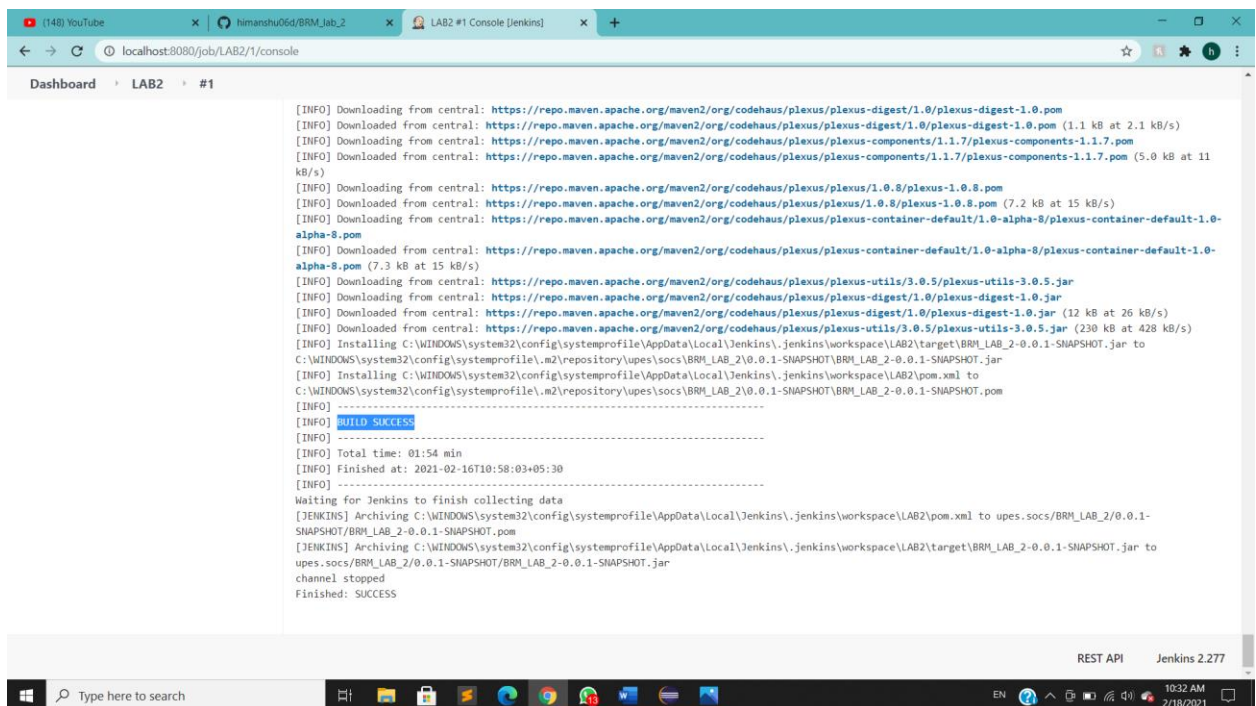 (148) YouTube
himanshu06d/BRM_lab_2
LAB2 #1 Console [Jenkins]
localhost:8080/job/LAB2/1/console
h
Dashboard LAB2 #1
[INFO] Downloading from central: https://repo.maven.apache.org/maven2/org/codehaus/plexus/plexus-digest/1.0/plexus-digest-1.0.pom
[INFO] Downloaded from central: https://repo.maven.apache.org/maven2/org/codehaus/plexus/plexus-digest/1.0/plexus-digest-1.0.pom (1.1 kB at 2.1 kB/s)
[INFO] Downloading from central: https://repo.maven.apache.org/maven2/org/codehaus/plexus/plexus-components/1.1.7/plexus-components-1.1.7.pom
[INFO] Downloaded from central: https://repo.maven.apache.org/maven2/org/codehaus/plexus/plexus-components/1.1.7/plexus-components-1.1.7.pom (5.0 kB at 11
kB/s)
[INFO] Downloading from central: https://repo.maven.apache.org/maven2/org/codehaus/plexus/plexus/1.0.8/plexus-1.0.8.pom
[INFO] Downloaded from central: https://repo.maven.apache.org/maven2/org/codehaus/plexus/plexus/1.0.8/plexus-1.0.8.pom (7.2 kB at 15 kB/s)
[INFO] Downloading from central: https://repo.maven.apache.org/maven2/org/codehaus/plexus/plexus-container-default/1.0-alpha-8/plexus-container-default-1.0-
alpha-8.pom
[INFO] Downloaded from central: https://repo.maven.apache.org/maven2/org/codehaus/plexus/plexus-container-default/1.0-alpha-8/plexus-container-default-1.0-
alpha-8.pom (7.3 kB at 15 kB/s)
[INFO] Downloading from central: https://repo.maven.apache.org/maven2/org/codehaus/plexus/plexus-utils/3.0.5/plexus-utils-3.0.5.jar
[INFO] Downloading from central: https://repo.maven.apache.org/maven2/org/codehaus/plexus/plexus-digest/1.0/plexus-digest-1.0.jar
[INFO] Downloaded from central: https://repo.maven.apache.org/maven2/org/codehaus/plexus/plexus-digest/1.0/plexus-digest-1.0.jar (12 kB at 26 kB/s)
[INFO] Downloaded from central: https://repo.maven.apache.org/maven2/org/codehaus/plexus/plexus-utils/3.0.5/plexus-utils-3.0.5.jar (230 kB at 428 kB/s)
[INFO] Installing C:\WINDOWS\system32\config\systemprofile\AppData\Local\Jenkins\.jenkins\workspace\LAB2\target\BRM_LAB_2-0.0.1-SNAPSHOT.jar to
C:\WINDOWS\system32\config\systemprofile\.m2\repository\upes\socs\BRM_LAB_2\0.0.1-SNAPSHOT\BRM_LAB_2-0.0.1-SNAPSHOT.jar
[INFO] Installing C:\WINDOWS\system32\config\systemprofile\AppData\Local\Jenkins\.jenkins\workspace\LAB2\pom.xml to
C:\WINDOWS\system32\config\systemprofile\.m2\repository\upes\socs\BRM_LAB_2\0.0.1-SNAPSHOT\BRM_LAB_2-0.0.1-SNAPSHOT.pom
[INFO] ------------------------------------------------------------------------
[INFO] BUILD SUCCESS
[INFO] ------------------------------------------------------------------------
[INFO] Total time: 01:54 min
[INFO] Finished at: 2021-02-16T10:58:03+05:30
[INFO] ------------------------------------------------------------------------
Waiting for Jenkins to finish collecting data
[JENKINS] Archiving C:\WINDOWS\system32\config\systemprofile\AppData\Local\Jenkins\.jenkins\workspace\LAB2\pom.xml to upes.socs/BRM_LAB_2/0.0.1-
SNAPSHOT/BRM_LAB_2-0.0.1-SNAPSHOT.pom
[JENKINS] Archiving C:\WINDOWS\system32\config\systemprofile\AppData\Local\Jenkins\.jenkins\workspace\LAB2\target\BRM_LAB_2-0.0.1-SNAPSHOT.jar to
upes.socs/BRM_LAB_2/0.0.1-SNAPSHOT/BRM_LAB_2-0.0.1-SNAPSHOT.jar
channel stopped
Finished: SUCCESS
REST API Jenkins 2.277
Type here to search
13
EN
10:32 AM
2/18/2021